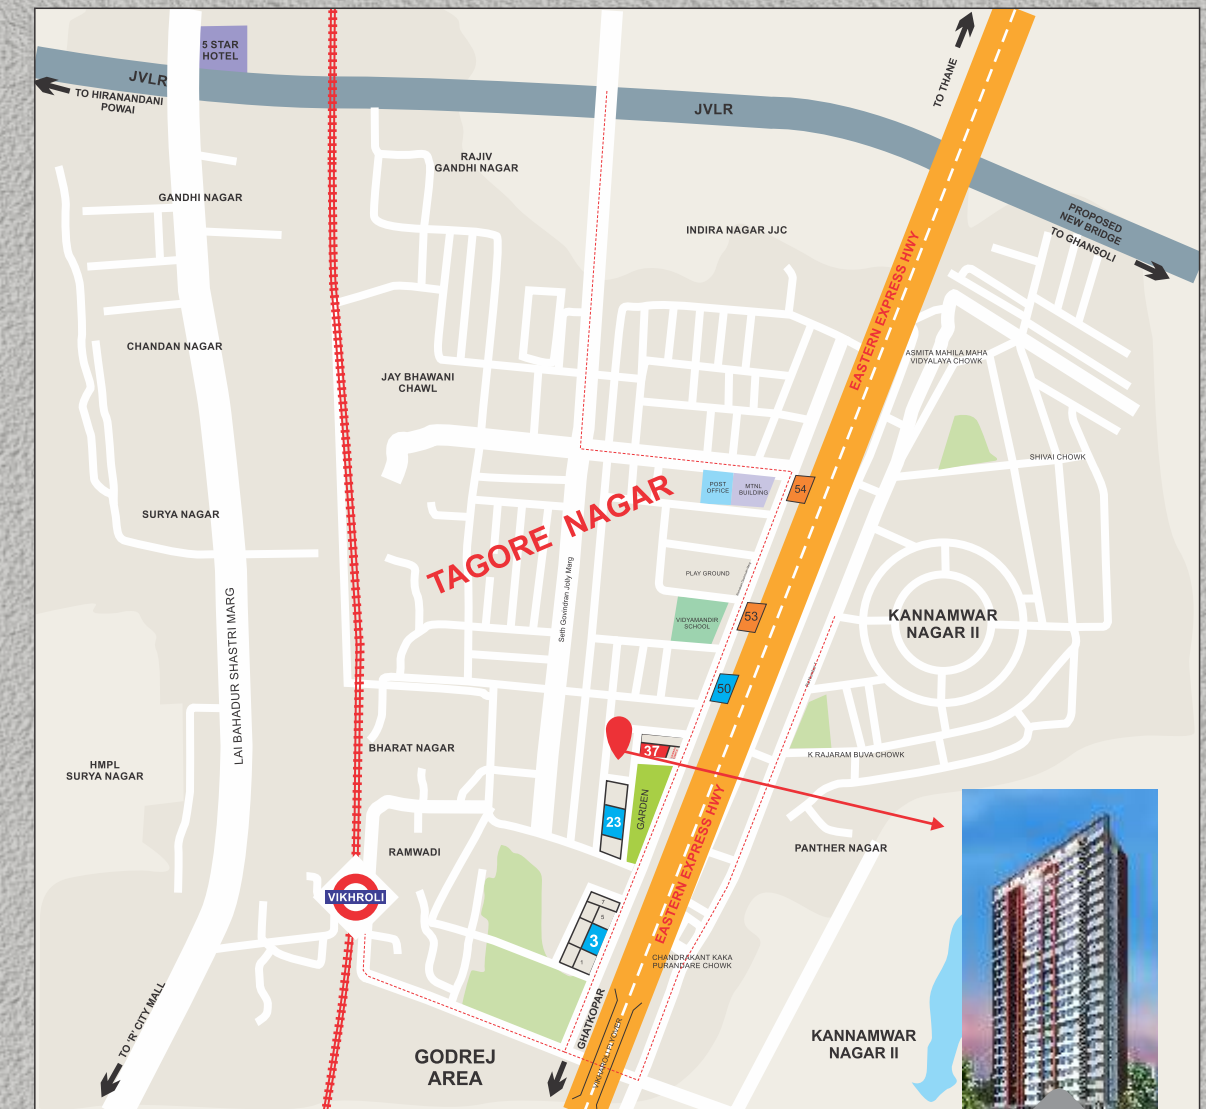 5 STAR
HOTEL
JVLR
TO HIRANANDANI
POWAI
TO THANE
JVLR
RAJIV
GANDHI NAGAR
GANDHI NAGAR
INDIRA NAGAR JJC
PROPOSED
NEW BRIDGE
TO GHANSOLI
EASTERN EXPRESS HWY
CHANDAN NAGAR
ASMITA MAHILA MAHA
VIDYALAYA CHOWK
JAY BHAWANI
CHAWL
SHIVAI CHOWK
POST
OFFICE
MTNL
BUILDING
54
TAGORE NAGAR
SURYA NAGAR
PLAY GROUND
Seth Govindran Jolly Marg
LAI BAHADUR SHASTRI MARG
VIDYAMANDIR
SCHOOL
53
KANNAMWAR
NAGAR II
50
BHARAT NAGAR
37
K RAJARAM BUVA CHOWK
HMPL
SURYA NAGAR
GARDEN
23
EASTERN EXPRESS HWY
RAMWADI
PANTHER NAGAR
VIKHROLI
7
5
3
CHANDRAKANT KAKA
PURANDARE CHOWK
TO 'R' CITY MALL
GHATKOPAR
VIKHAROLI FLYOVER
GODREJ
AREA
KANNAMWAR
NAGAR II